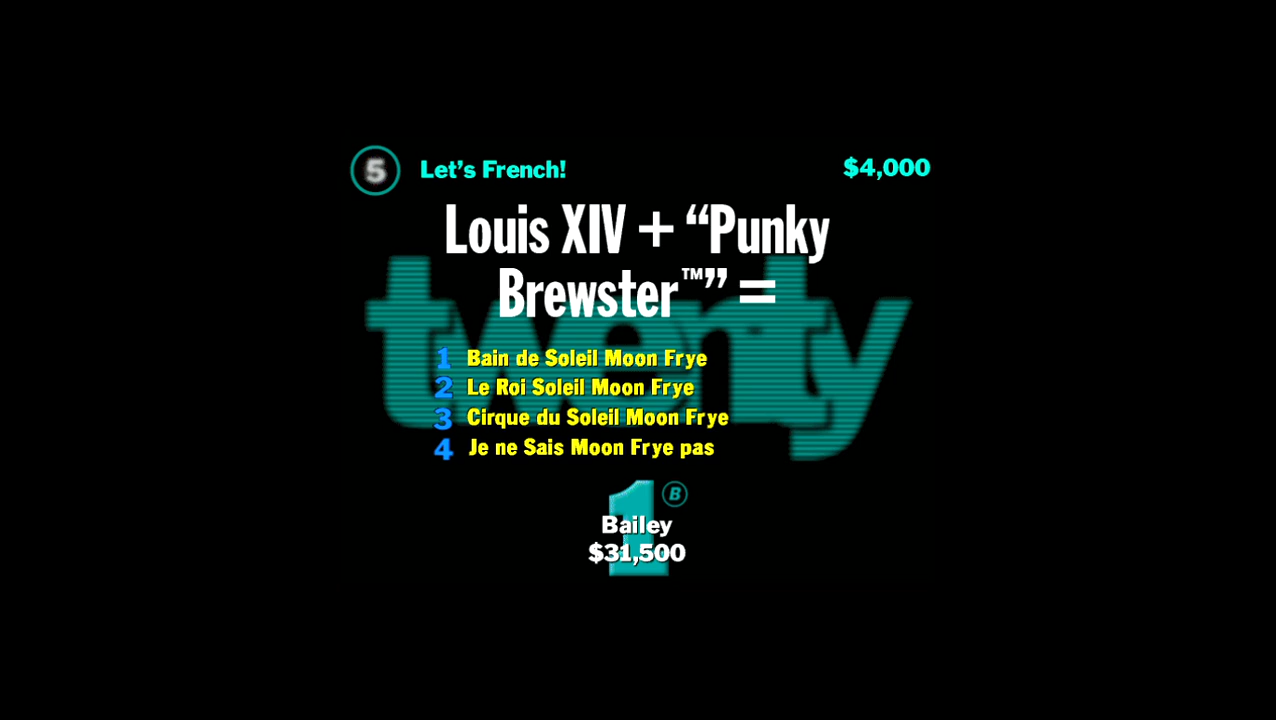 5 Let's French! $4,000
Louis XIV + “Punky
Brewster™” =
twenty
1 Bain de Soleil Moon Frye
2 Le Roi Soleil Moon Frye
3 Cirque du Soleil Moon Frye
4 Je ne Sais Moon Frye pas
1 B
Bailey
$31,500